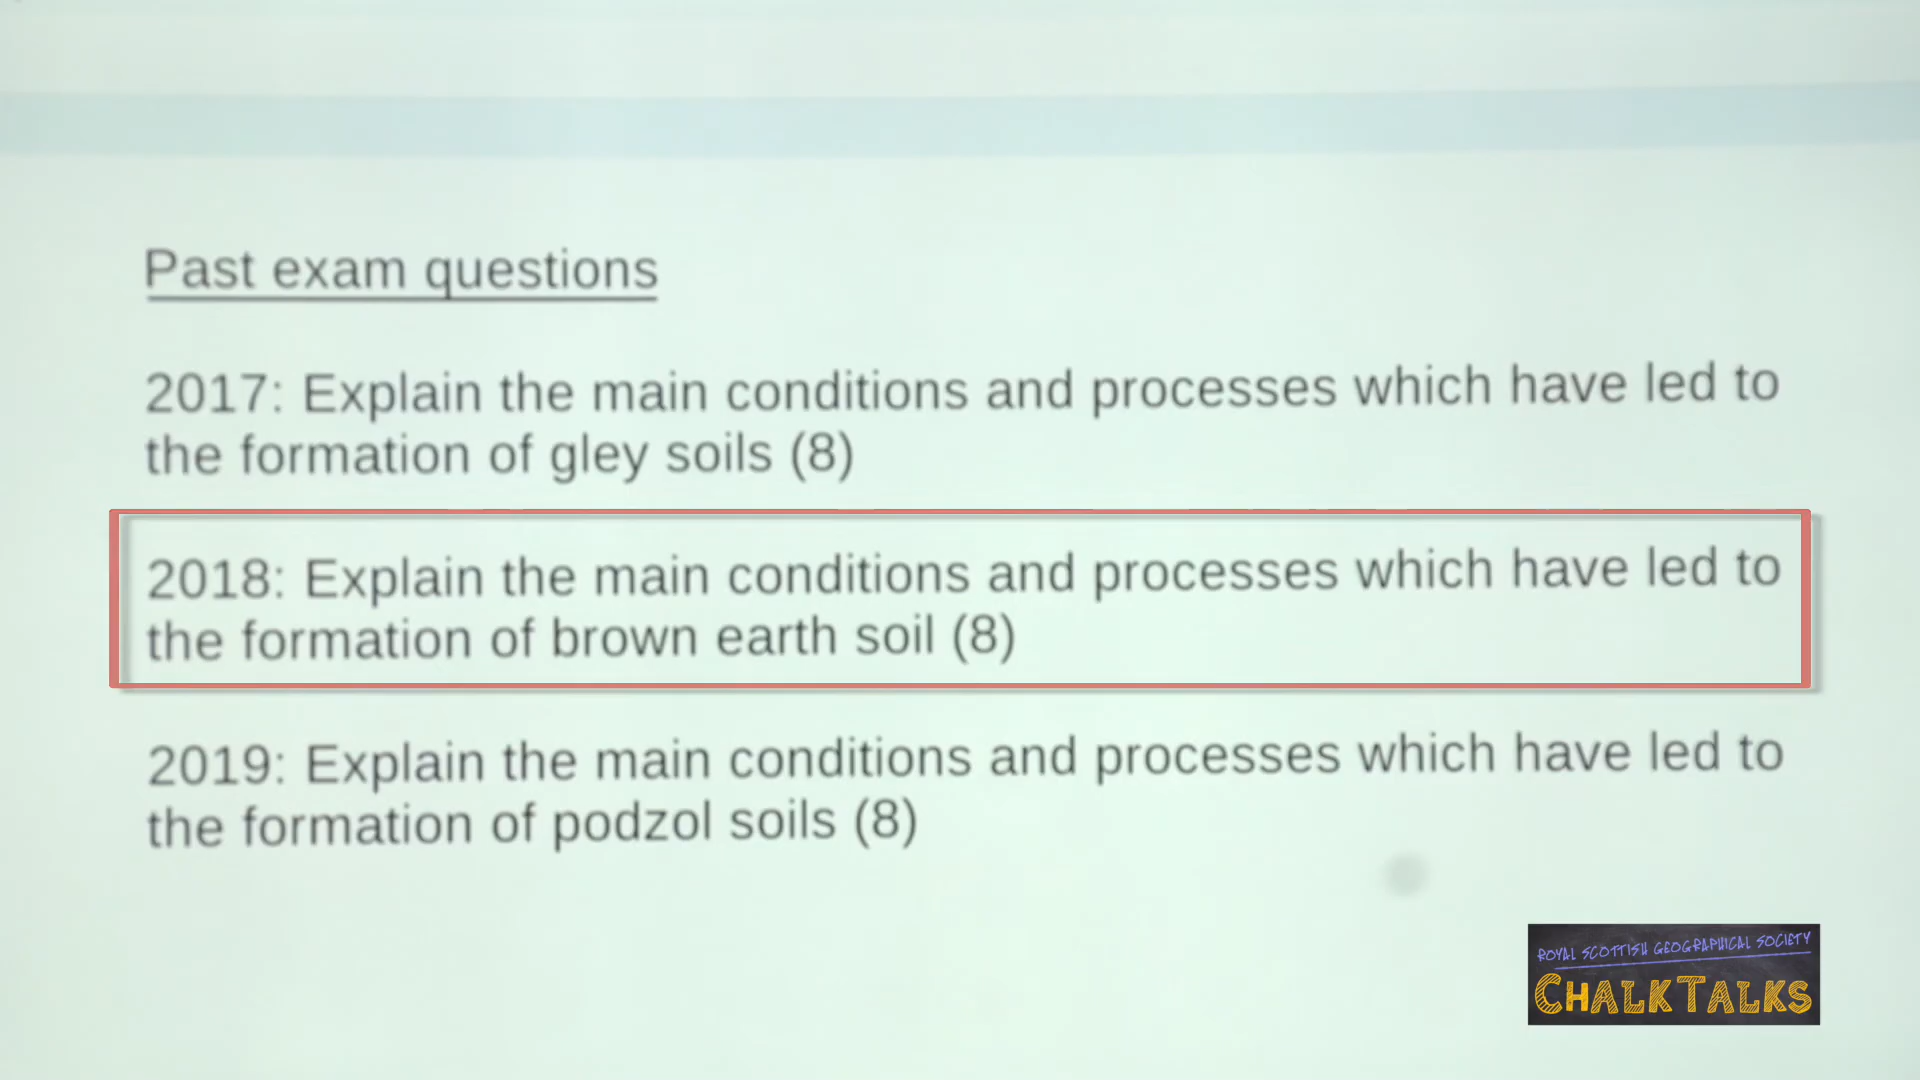 Past exam questions
2017: Explain the main conditions and processes which have led to
the formation of gley soils (8)
2018: Explain the main conditions and processes which have led to
the formation of brown earth soil (8)
2019: Explain the main conditions and processes which have led to
the formation of podzol soils (8)
ROYAL SCOTTISH GEOGRAPHICAL SOCIETY
CHALKTALKS